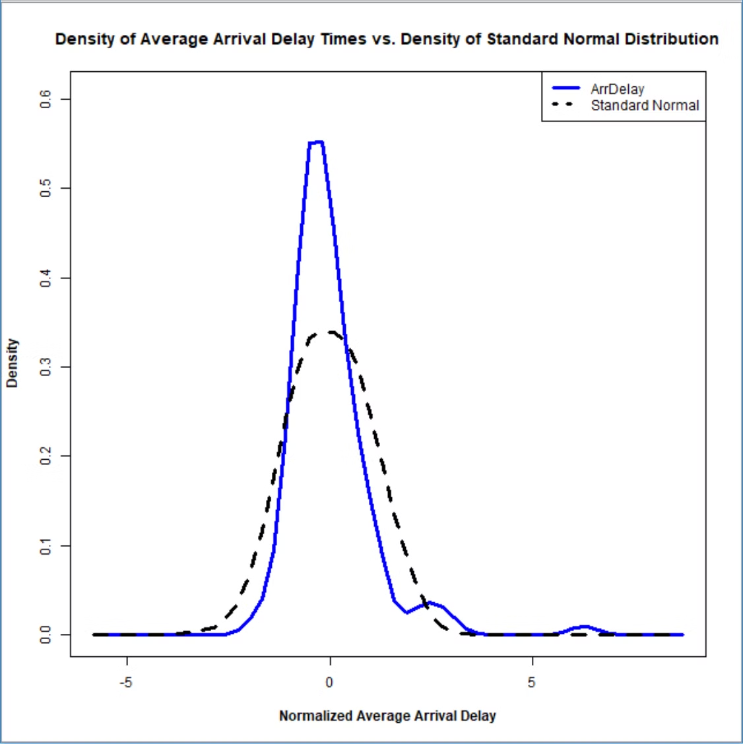 Density of Average Arrival Delay Times vs. Density of Standard Normal Distribution
ArrDelay
Standard Normal
0.6
0.5
0.4
0.3
0.2
0.1
0.0
Density
-5 0 5
Normalized Average Arrival Delay